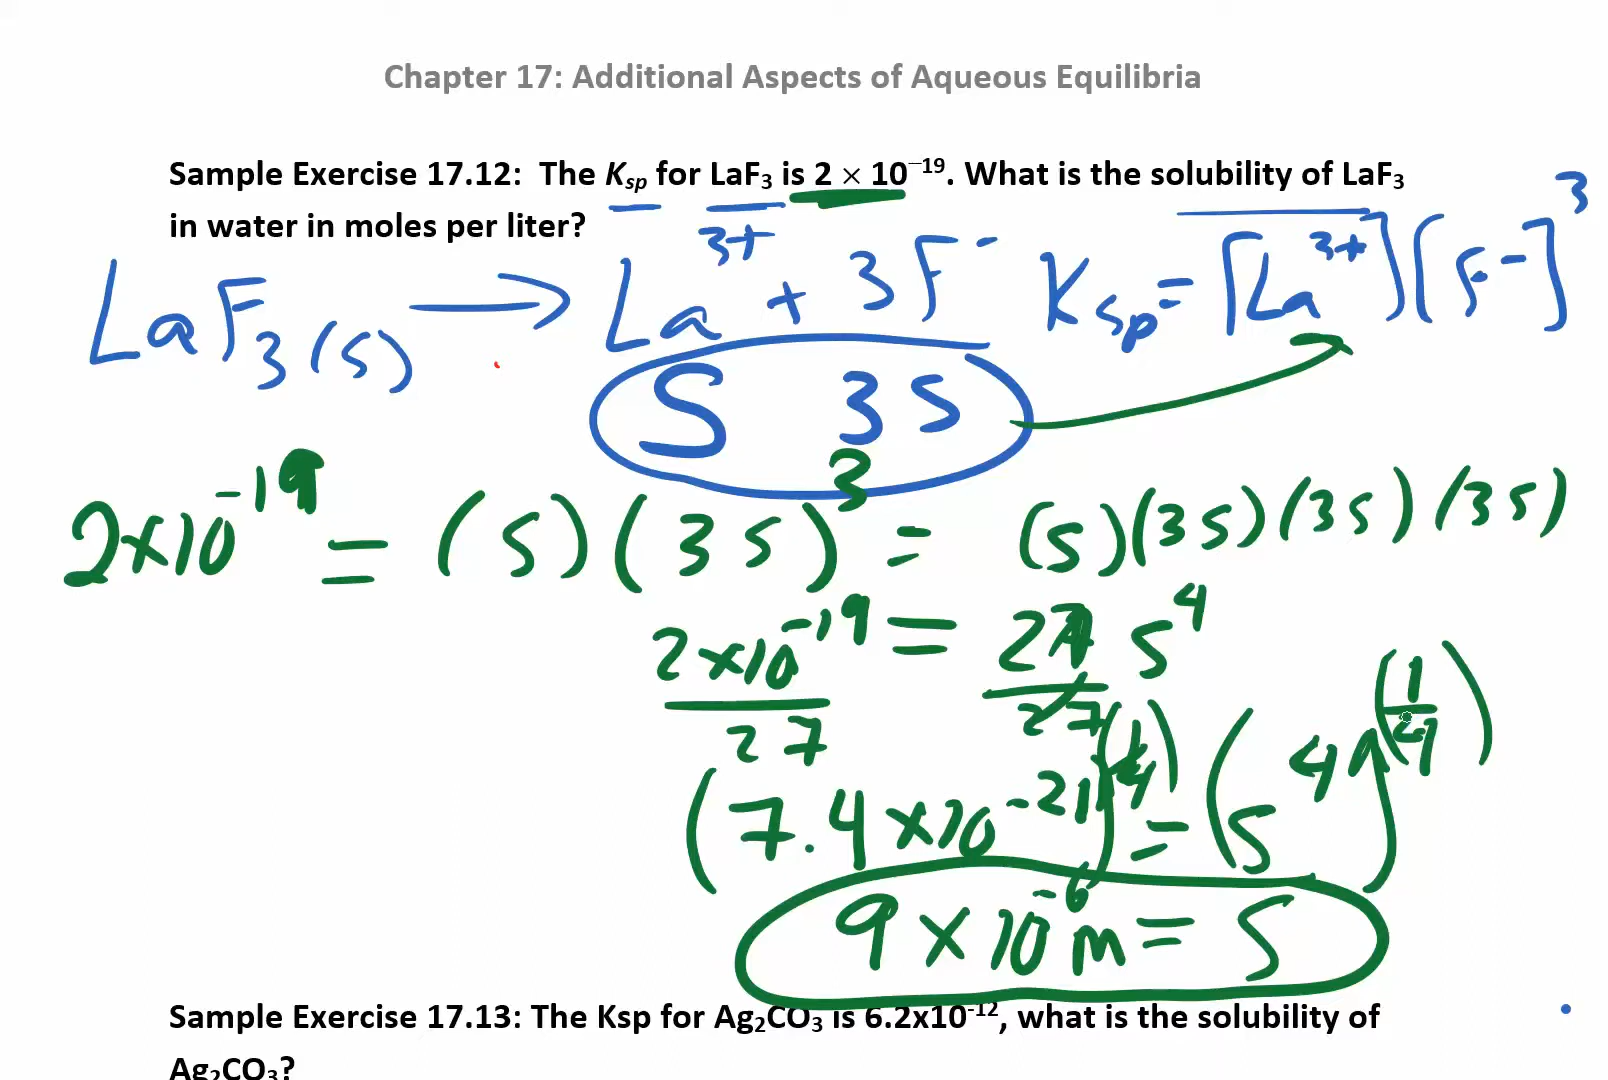 Chapter 17: Additional Aspects of Aqueous Equilibria
Sample Exercise 17.12: The Ksp for LaF₃ is 2 × 10⁻¹⁹. What is the solubility of LaF₃
in water in moles per liter?
LaF₃(s) → La³⁺ + 3F⁻ Ksp = [La³⁺][F⁻]³
S 3S
2×10⁻¹⁹ = (S)(3S)³ = (S)(3S)(3S)(3S)
2×10⁻¹⁹ = 27 S⁴
27 27
(7.4×10⁻²¹)^(1/4) = (S⁴)^(1/4)
9×10⁻⁶ M = S
Sample Exercise 17.13: The Ksp for Ag₂CO₃ is 6.2x10⁻¹², what is the solubility of
Ag₂CO₃?